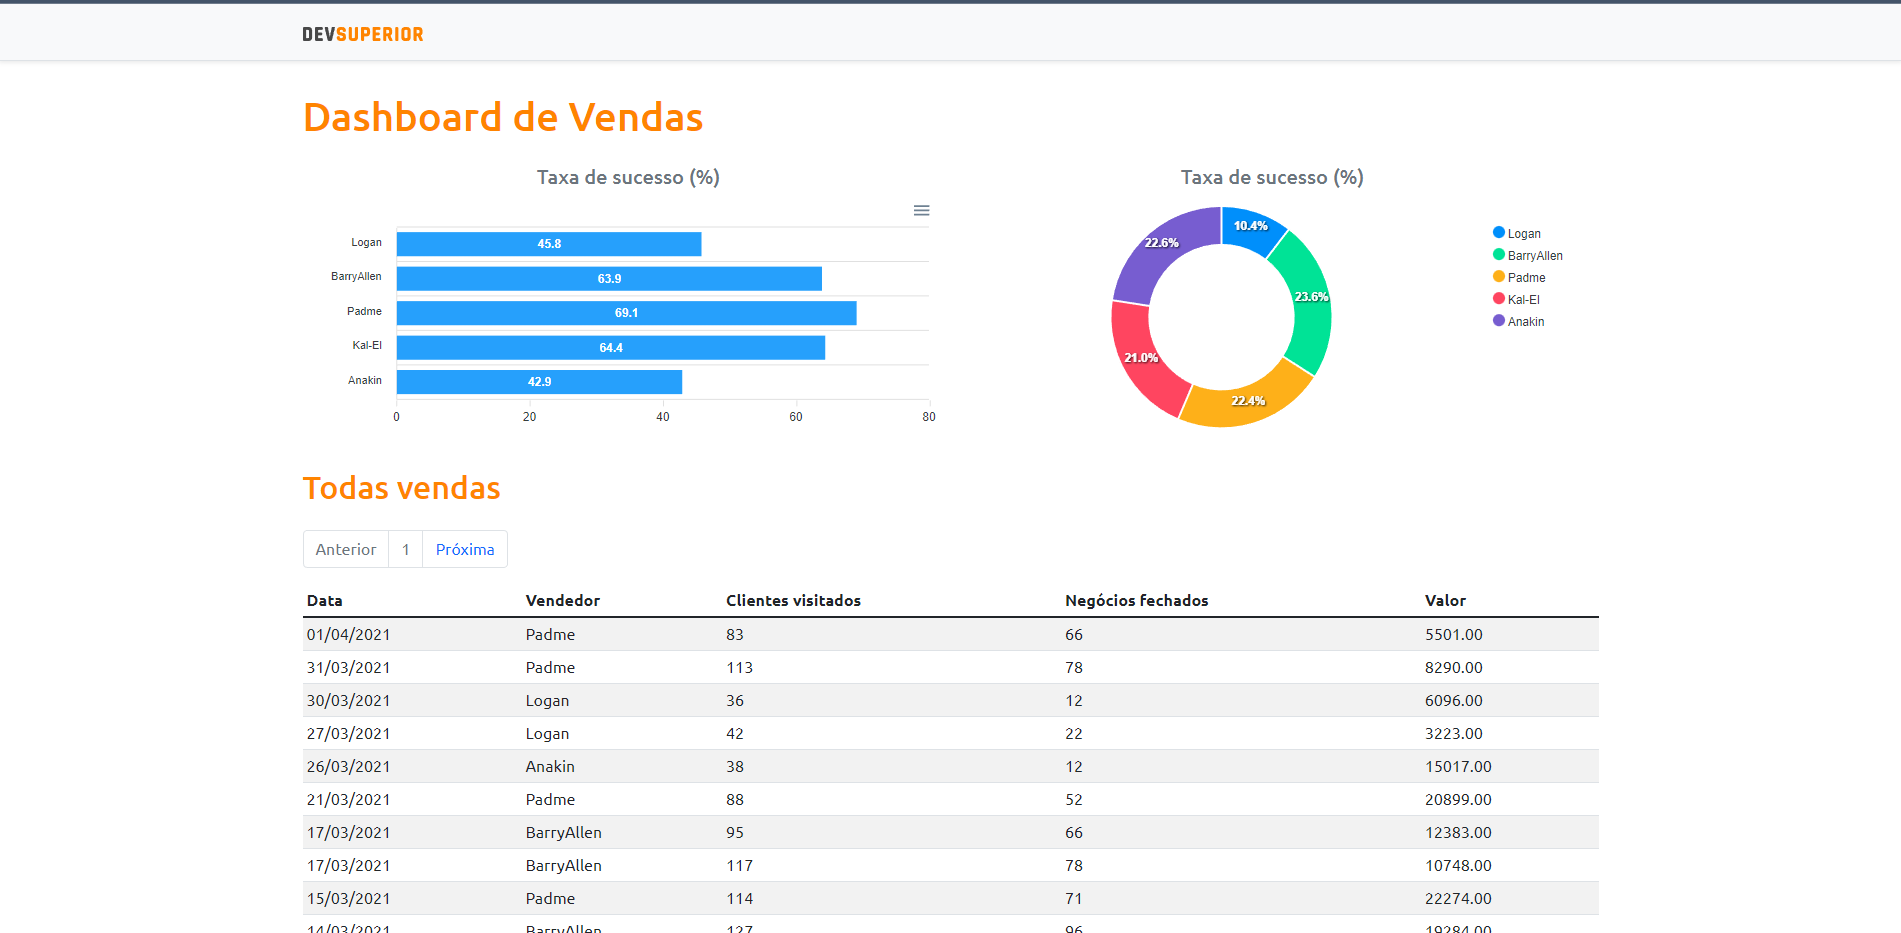 DEVSUPERIOR
Dashboard de Vendas
Taxa de sucesso (%)
Logan 45.8
BarryAllen 63.9
Padme 69.1
Kal-El 64.4
Anakin 42.9
0 20 40 60 80
Taxa de sucesso (%)
10.4%
22.6%
23.6%
21.0%
22.4%
Logan
BarryAllen
Padme
Kal-El
Anakin
Todas vendas
Anterior 1 Próxima
Data Vendedor Clientes visitados Negócios fechados Valor
01/04/2021 Padme 83 66 5501.00
31/03/2021 Padme 113 78 8290.00
30/03/2021 Logan 36 12 6096.00
27/03/2021 Logan 42 22 3223.00
26/03/2021 Anakin 38 12 15017.00
21/03/2021 Padme 88 52 20899.00
17/03/2021 BarryAllen 95 66 12383.00
17/03/2021 BarryAllen 117 78 10748.00
15/03/2021 Padme 114 71 22274.00
14/03/2021 BarryAllen 127 96 19284.00